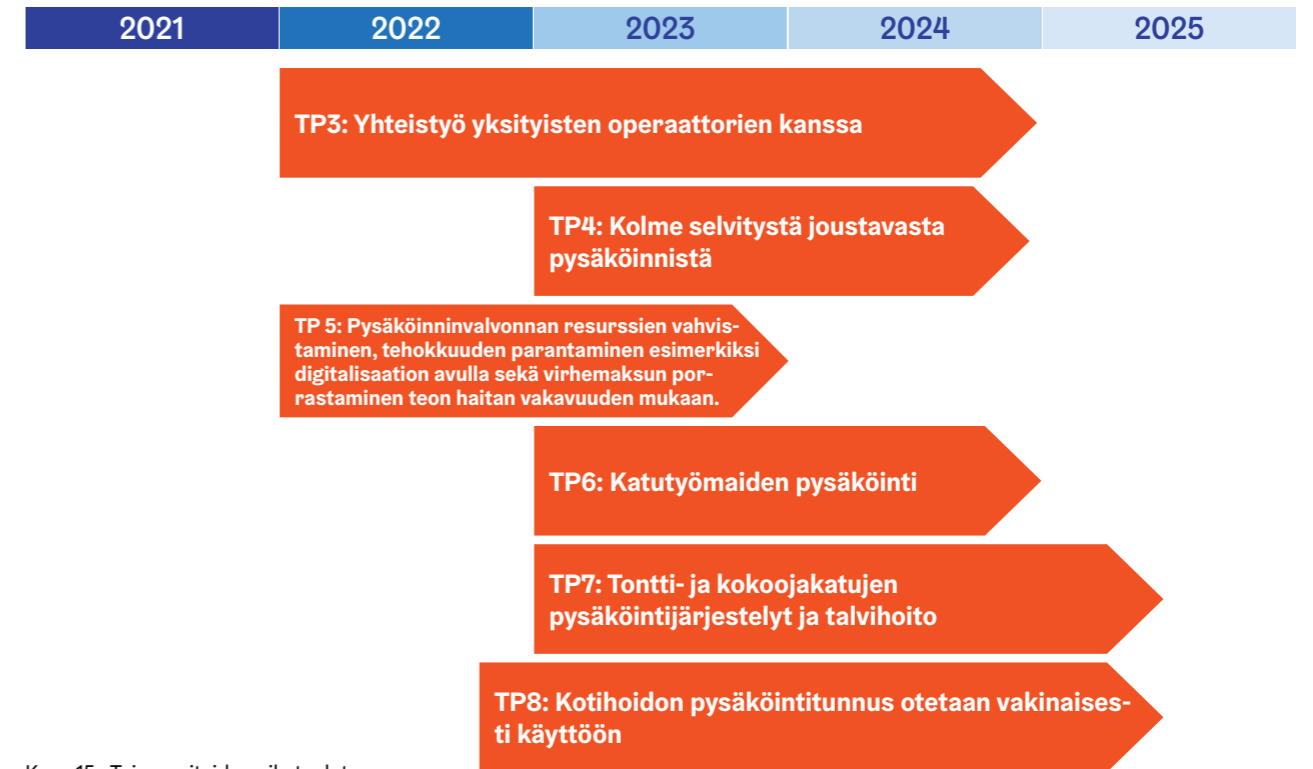 2021 2022 2023 2024 2025
TP3: Yhteistyö yksityisten operaattorien kanssa
TP4: Kolme selvitystä joustavasta
pysäköinnistä
TP 5: Pysäköinninvalvonnan resurssien vahvis-
taminen, tehokkuuden parantaminen esimerkiksi
digitalisaation avulla sekä virhemaksun por-
rastaminen teon haitan vakavuuden mukaan.
TP6: Katutyömaiden pysäköinti
TP7: Tontti- ja kokoojakatujen
pysäköintijärjestelyt ja talvihoito
TP8: Kotihoidon pysäköintitunnus otetaan vakinaises-
ti käyttöön